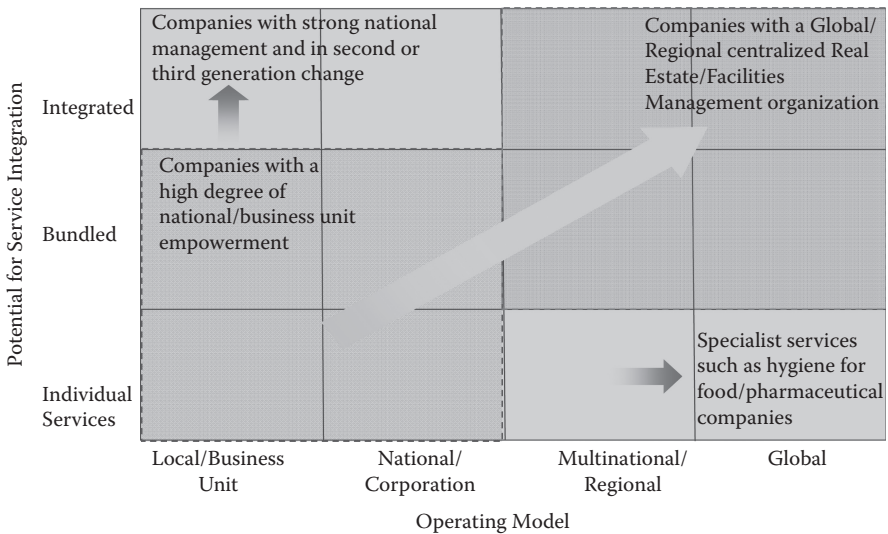 Companies with strong national
management and in second or
third generation change
Companies with a Global/
Regional centralized Real
Estate/Facilities
Management organization
Integrated
Companies with a
high degree of
national/business unit
empowerment
Bundled
Potential for Service Integration
Specialist services
such as hygiene for
food/pharmaceutical
companies
Individual
Services
Local/Business
Unit
National/
Corporation
Multinational/
Regional
Global
Operating Model